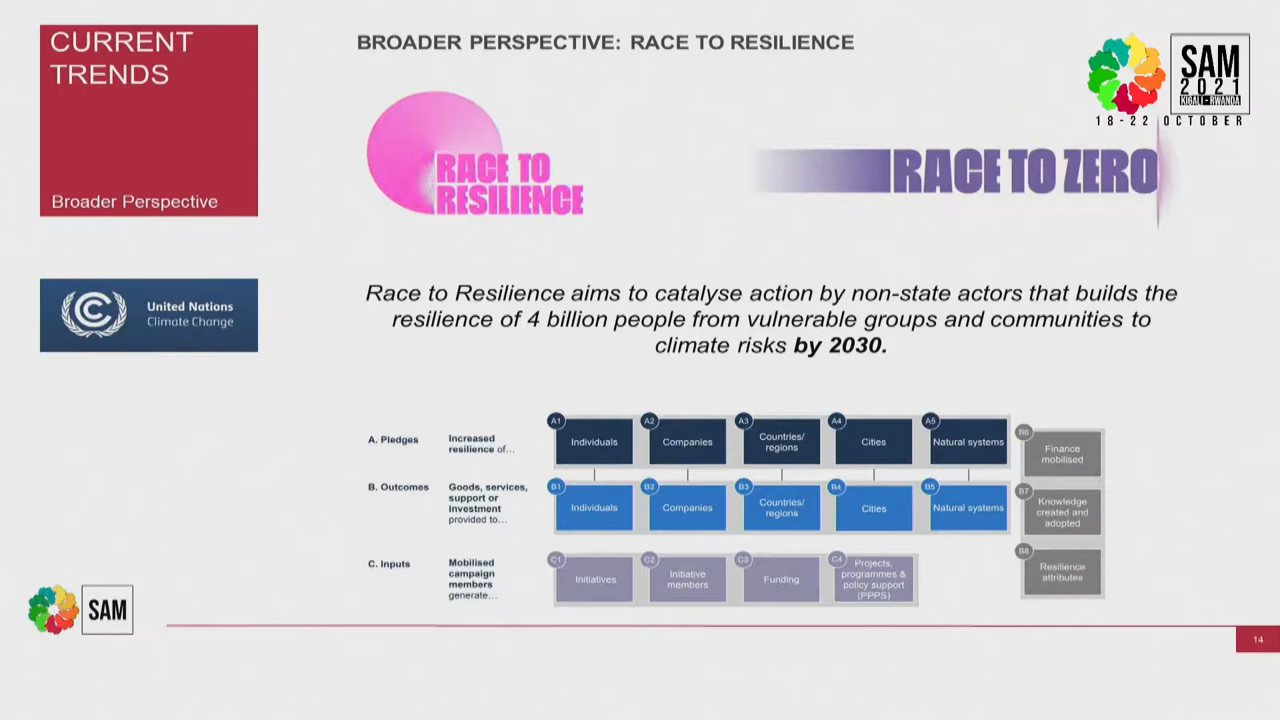 CURRENT
TRENDS
Broader Perspective
BROADER PERSPECTIVE: RACE TO RESILIENCE
SAM
2021
KIGALI-RWANDA
18-22 OCTOBER
RACE TO
RESILIENCE
RACE TO ZERO
United Nations
Climate Change
Race to Resilience aims to catalyse action by non-state actors that builds the
resilience of 4 billion people from vulnerable groups and communities to
climate risks by 2030.
A. Pledges
Increased
resilience of…
A1
Individuals
A2
Companies
A3
Countries/
regions
A4
Cities
A5
Natural systems
B. Outcomes
Goods, services,
support or
investment
provided to…
B1
Individuals
B2
Companies
B3
Countries/
regions
B4
Cities
B5
Natural systems
C. Inputs
Mobilised
campaign
members
generate…
C1
Initiatives
C2
Initiative
members
C3
Funding
C4
Projects,
programmes &
policy support
(PPPS)
B6
Finance
mobilised
B7
Knowledge
created and
adopted
B8
Resilience
attributes
SAM
14